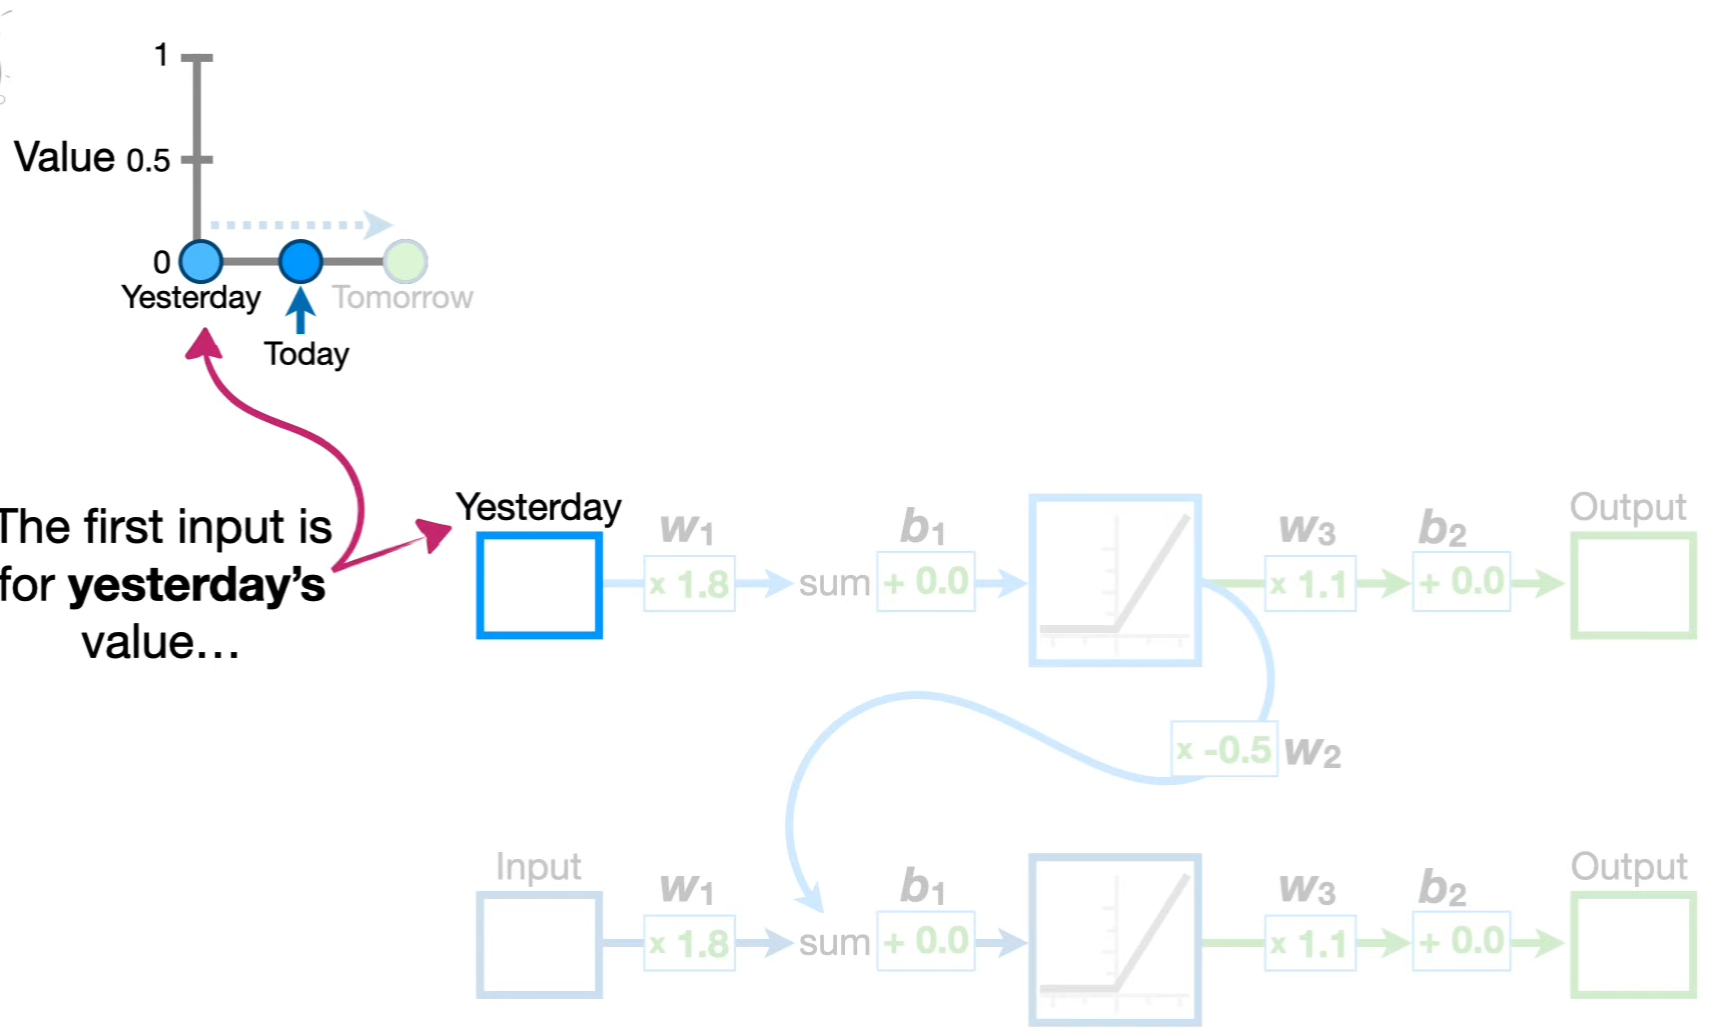 1
Value 0.5
0
Yesterday
Tomorrow
Today
The first input is
for yesterday’s
value…
Yesterday
w1
x 1.8
sum
b1
+ 0.0
w3
x 1.1
b2
+ 0.0
Output
x -0.5 w2
Input
w1
x 1.8
sum
b1
+ 0.0
w3
x 1.1
b2
+ 0.0
Output